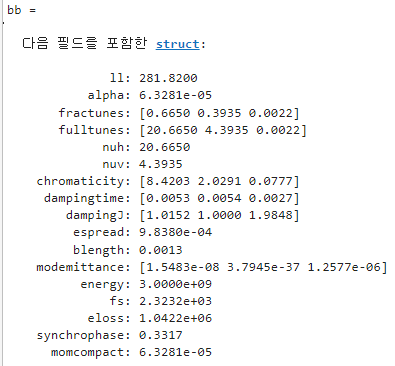 bb =
다음 필드를 포함한 struct:
ll: 281.8200
alpha: 6.3281e-05
fractunes: [0.6650 0.3935 0.0022]
fulltunes: [20.6650 4.3935 0.0022]
nuh: 20.6650
nuv: 4.3935
chromaticity: [8.4203 2.0291 0.0777]
dampingtime: [0.0053 0.0054 0.0027]
dampingJ: [1.0152 1.0000 1.9848]
espread: 9.8380e-04
blength: 0.0013
modemittance: [1.5483e-08 3.7945e-37 1.2577e-06]
energy: 3.0000e+09
fs: 2.3232e+03
eloss: 1.0422e+06
synchrophase: 0.3317
momcompact: 6.3281e-05